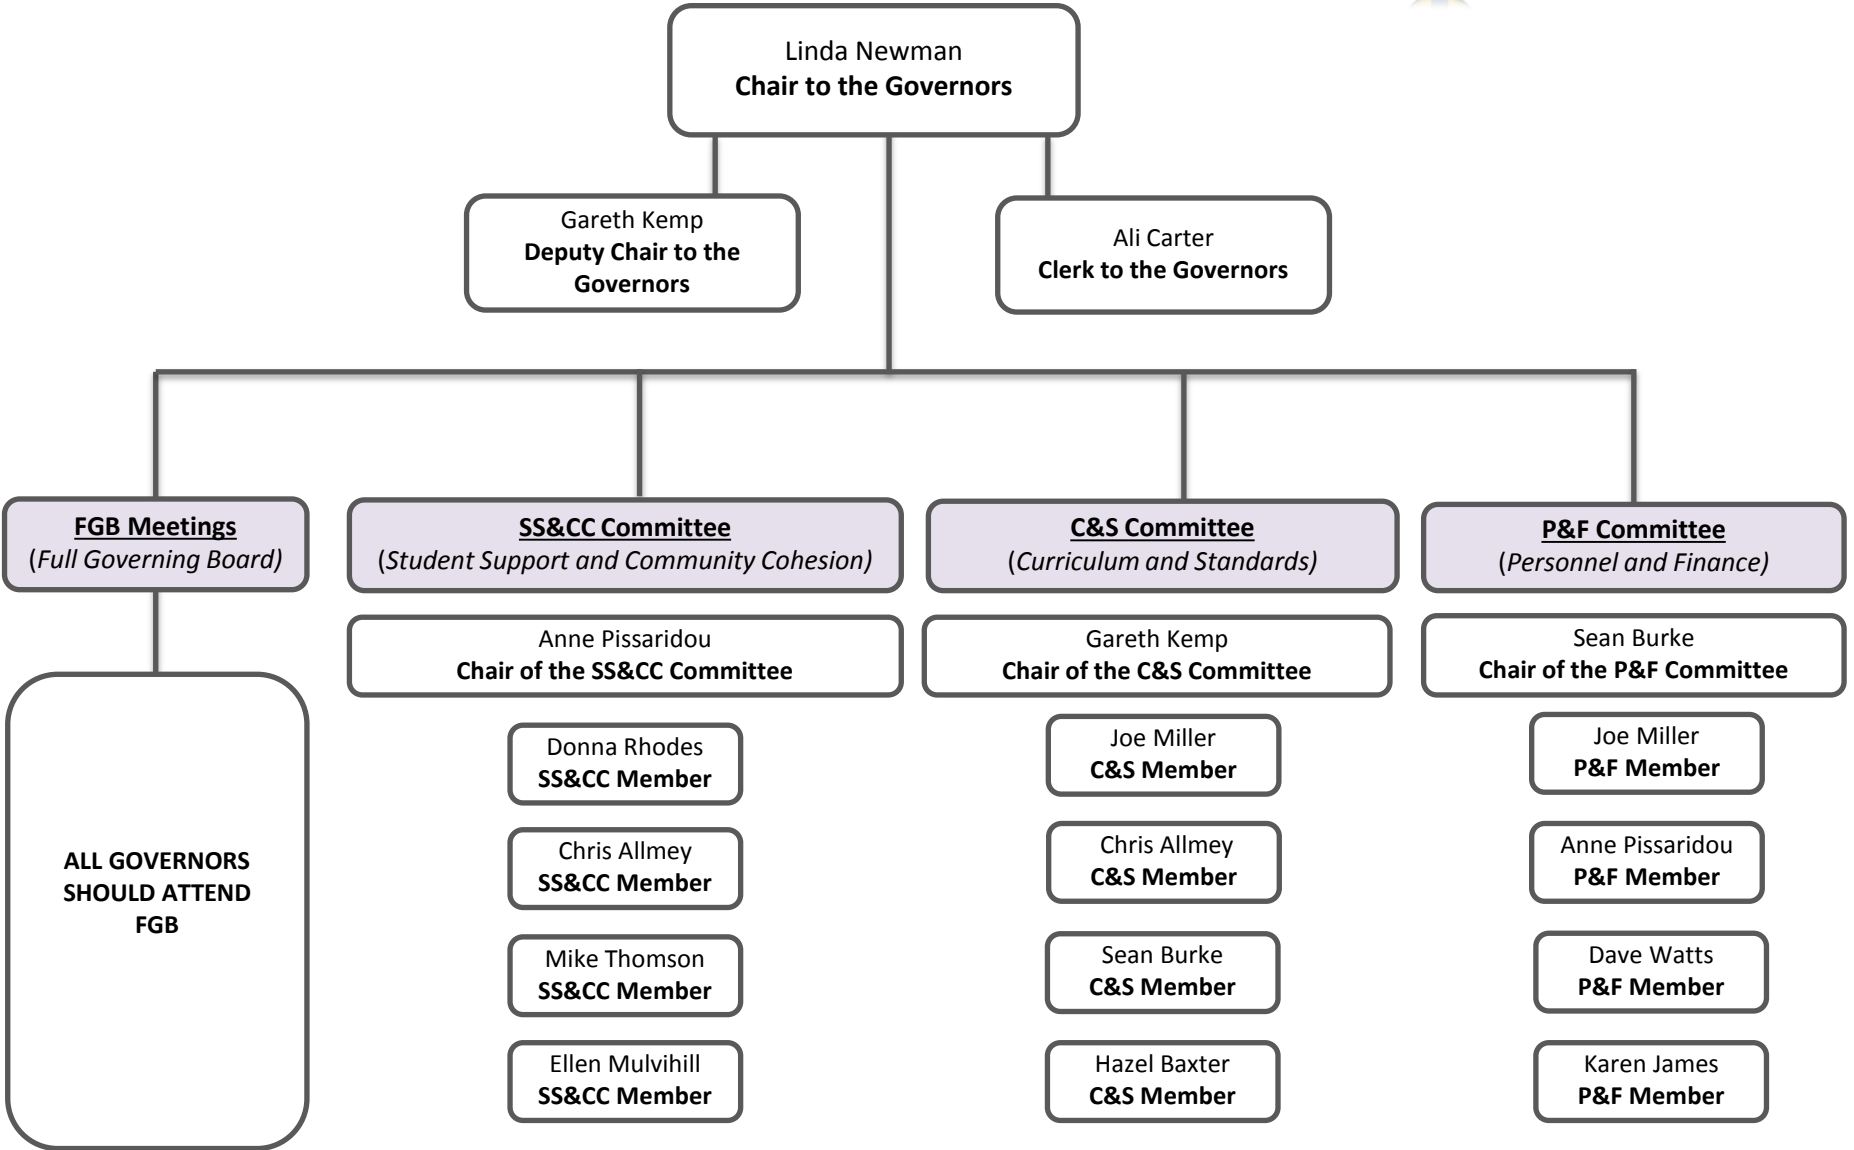 Linda Newman
Chair to the Governors
Gareth Kemp
Deputy Chair to the
Governors
Ali Carter
Clerk to the Governors
FGB Meetings
(Full Governing Board)
ALL GOVERNORS
SHOULD ATTEND
FGB
SS&CC Committee
(Student Support and Community Cohesion)
Anne Pissaridou
Chair of the SS&CC Committee
Donna Rhodes
SS&CC Member
Chris Allmey
SS&CC Member
Mike Thomson
SS&CC Member
Ellen Mulvihill
SS&CC Member
C&S Committee
(Curriculum and Standards)
Gareth Kemp
Chair of the C&S Committee
Joe Miller
C&S Member
Chris Allmey
C&S Member
Sean Burke
C&S Member
Hazel Baxter
C&S Member
P&F Committee
(Personnel and Finance)
Sean Burke
Chair of the P&F Committee
Joe Miller
P&F Member
Anne Pissaridou
P&F Member
Dave Watts
P&F Member
Karen James
P&F Member